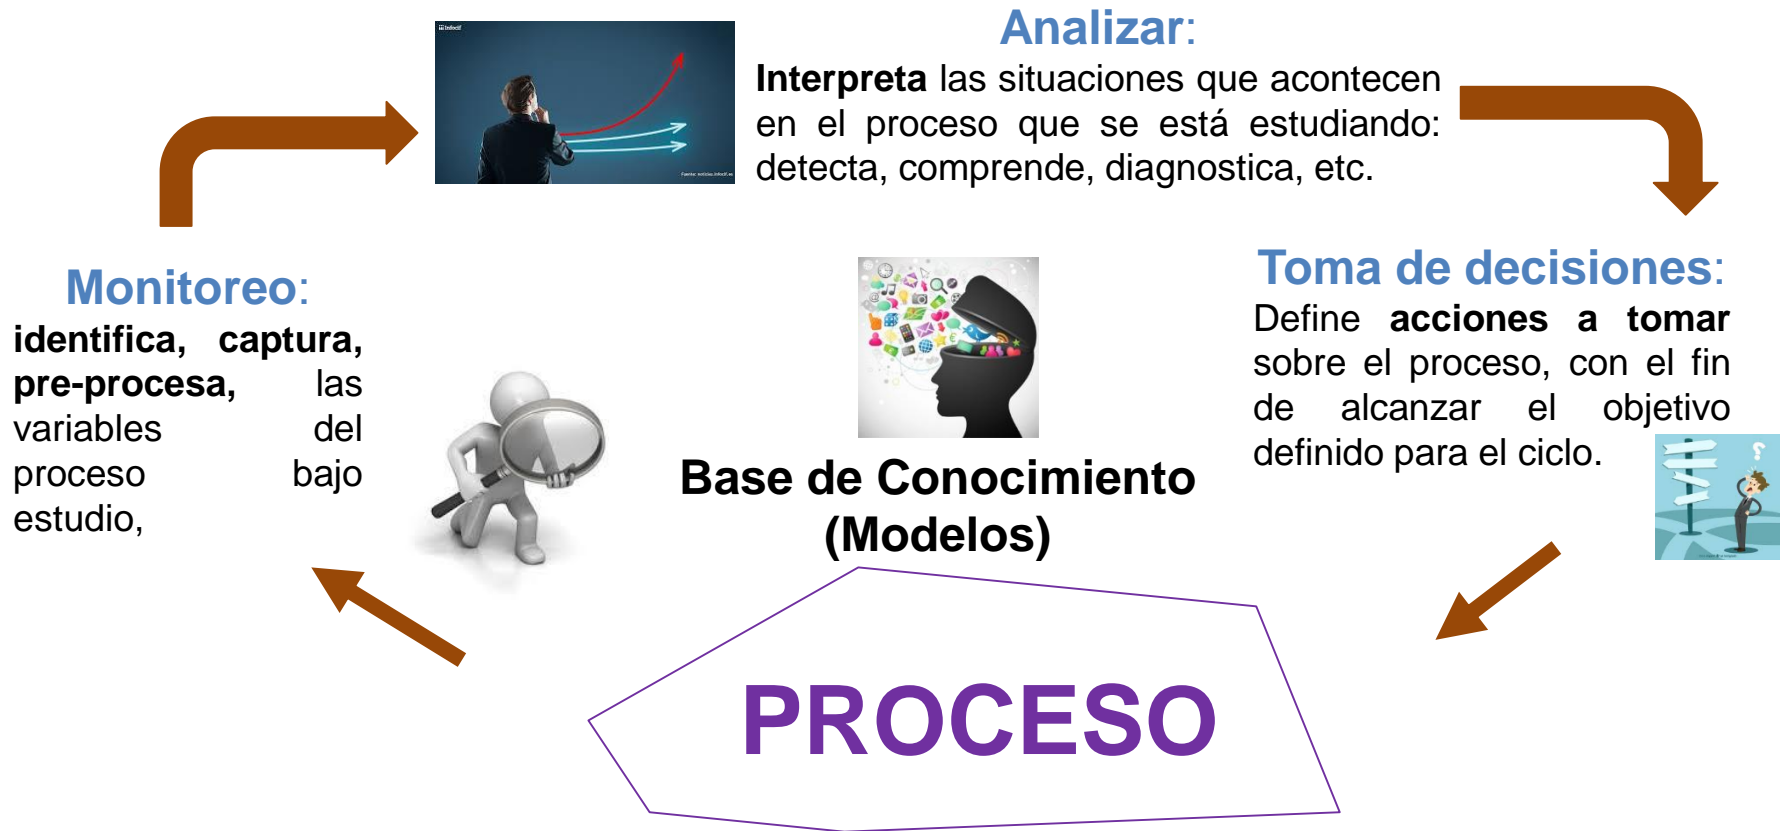 Analizar:
Interpreta las situaciones que acontecen
en el proceso que se está estudiando:
detecta, comprende, diagnostica, etc.
Monitoreo:
identifica, captura,
pre-procesa, las
variables del
proceso bajo
estudio,
Toma de decisiones:
Define acciones a tomar
sobre el proceso, con el fin
de alcanzar el objetivo
definido para el ciclo.
Base de Conocimiento
(Modelos)
PROCESO